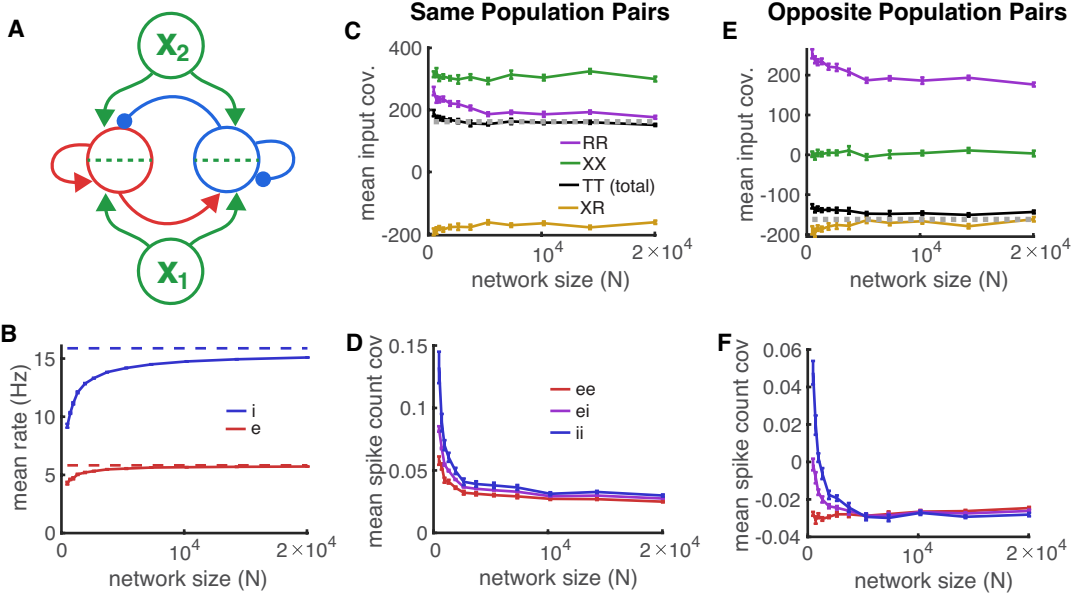 A
X2
X1
B
mean rate (Hz)
15
10
5
0
i
e
0
10^4
2×10^4
network size (N)
Same Population Pairs
C
mean input cov.
400
200
0
-200
RR
XX
TT (total)
XR
0
10^4
2×10^4
network size (N)
D
mean spike count cov
0.15
0.1
0.05
0
ee
ei
ii
0
10^4
2×10^4
network size (N)
Opposite Population Pairs
E
mean input cov.
200
100
0
-100
-200
0
10^4
2×10^4
network size (N)
F
mean spike count cov
0.06
0.04
0.02
0
-0.02
-0.04
0
10^4
2×10^4
network size (N)